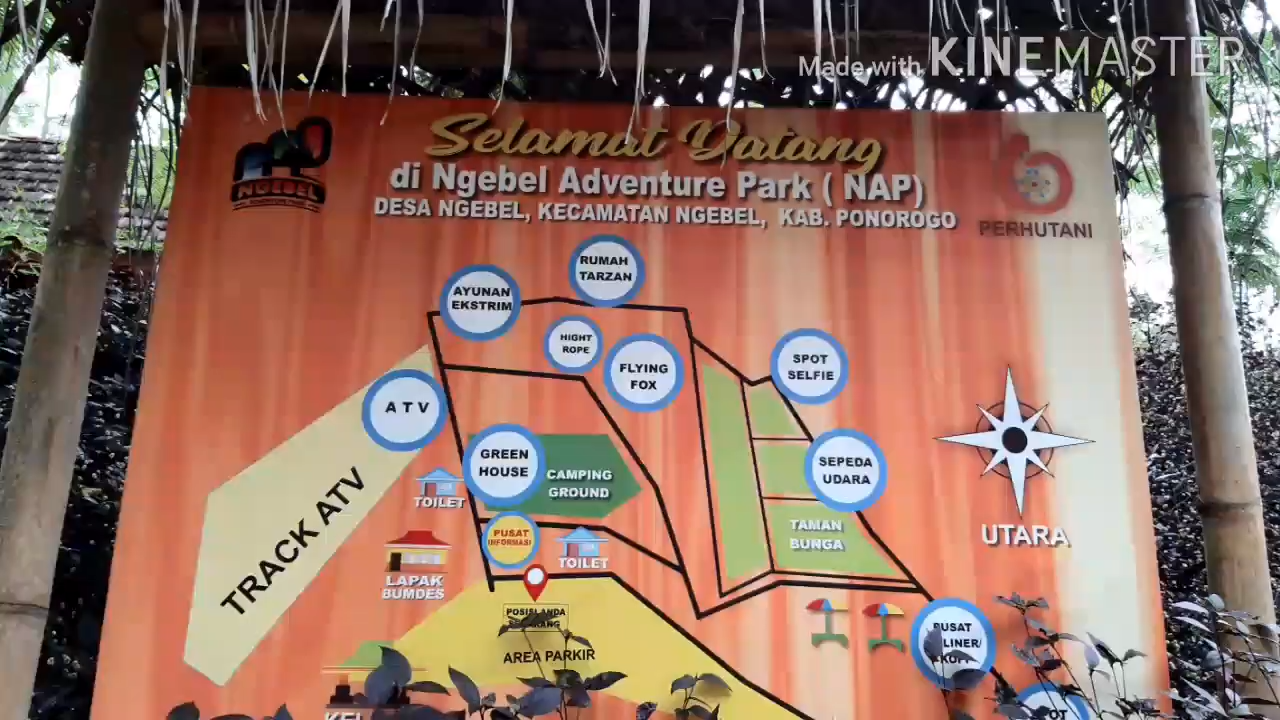 Made with KINEMASTER
Selamat Datang
di Ngebel Adventure Park ( NAP)
DESA NGEBEL, KECAMATAN NGEBEL, KAB. PONOROGO
NGEBEL
PERHUTANI
RUMAH
TARZAN
AYUNAN
EKSTRIM
HIGHT
ROPE
FLYING
FOX
SPOT
SELFIE
A T V
GREEN
HOUSE
CAMPING
GROUND
SEPEDA
UDARA
TOILET
TRACK ATV
PUSAT
INFORMASI
TOILET
TAMAN
BUNGA
UTARA
LAPAK
BUMDES
POSISI ANDA
AREA PARKIR
PUSAT